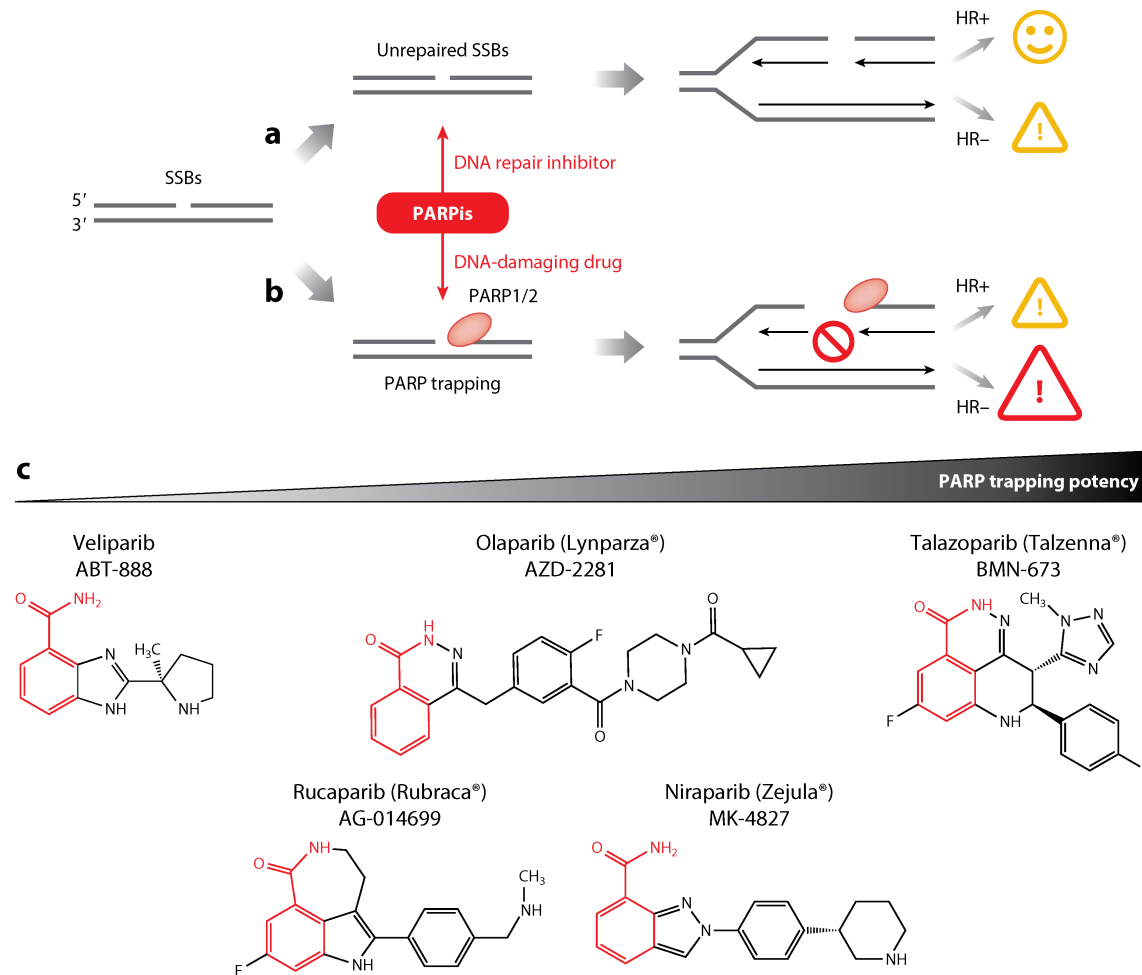 HR+
Unrepaired SSBs
a
HR−
!
DNA repair inhibitor
SSBs
5′
3′
PARPis
DNA-damaging drug
b
PARP1/2
HR+
!
PARP trapping
HR−
!
c
PARP trapping potency
Veliparib
ABT-888
O
NH2
H3C
N
NH
NH
Olaparib (Lynparza®)
AZD-2281
O
H
N
N
F
O
N
N
O
Talazoparib (Talzenna®)
BMN-673
O
NH
N
CH3
N
N
N
F
NH
Rucaparib (Rubraca®)
AG-014699
O
NH
CH3
NH
F
NH
Niraparib (Zejula®)
MK-4827
O
NH2
N
N
NH